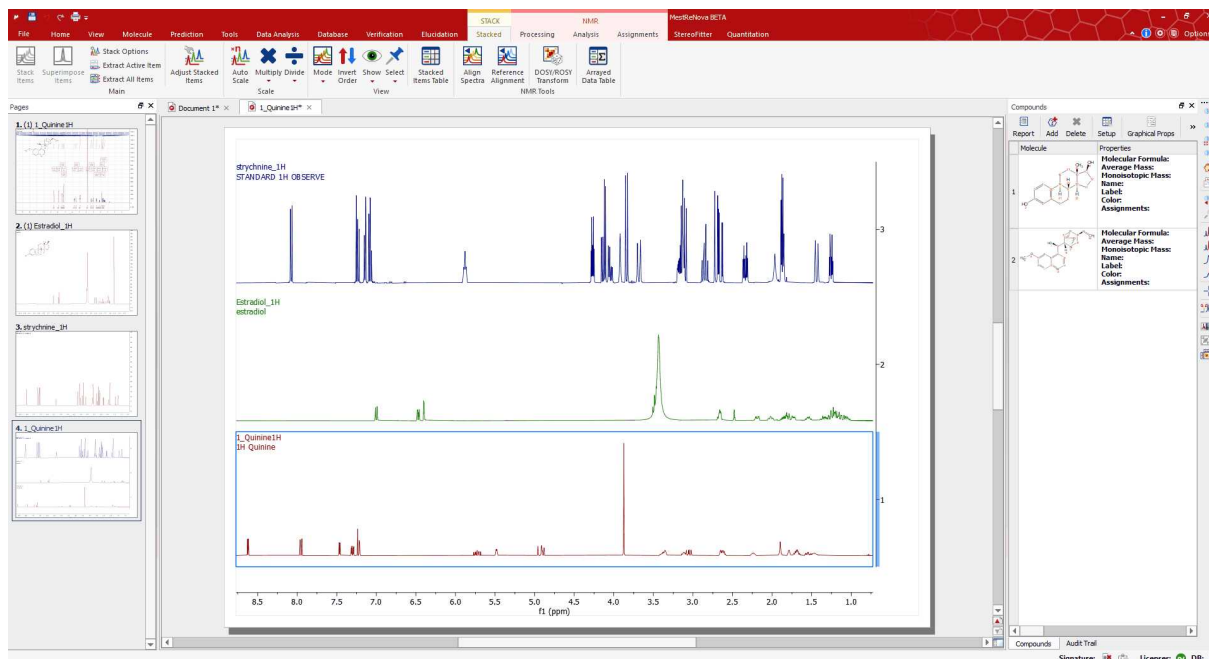 STACK
NMR
MestReNova BETA
File Home View Molecule Prediction Tools Data Analysis Database Verification Elucidation Stacked Processing Analysis Assignments StereoFitter Quantitation
Options
Stack Items
Superimpose Items
Stack Options
Extract Active Item
Extract All Items
Main
Adjust Stacked Items
Auto Scale
Multiply
Divide
Scale
Mode
Invert Order
Show
Select
View
Stacked Items Table
Align Spectra
Reference Alignment
DOSY/ROSY Transform
Arrayed Data Table
NMR Tools
Pages
Document 1*
1_Quinine1H*
1. (1) 1_Quinine1H
2. (1) Estradiol_1H
3. strychnine_1H
4. 1_Quinine1H
strychnine_1H
STANDARD 1H OBSERVE
3
Estradiol_1H
estradiol
2
1_Quinine1H
1H Quinine
1
8.5 8.0 7.5 7.0 6.5 6.0 5.5 5.0 4.5 4.0 3.5 3.0 2.5 2.0 1.5 1.0
f1 (ppm)
Compounds
Report Add Delete Setup Graphical Props
Molecule Properties
1
Molecular Formula:
Average Mass:
Monoisotopic Mass:
Name:
Label:
Color:
Assignments:
2
Molecular Formula:
Average Mass:
Monoisotopic Mass:
Name:
Label:
Color:
Assignments:
Compounds Audit Trail
Signature: Licenses: DB: